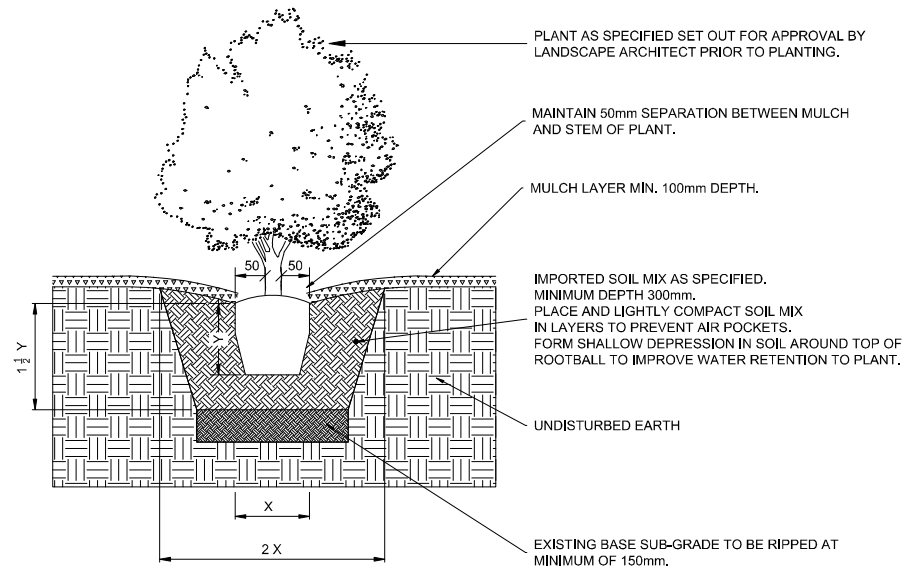 PLANT AS SPECIFIED SET OUT FOR APPROVAL BY
LANDSCAPE ARCHITECT PRIOR TO PLANTING.
MAINTAIN 50mm SEPARATION BETWEEN MULCH
AND STEM OF PLANT.
MULCH LAYER MIN. 100mm DEPTH.
50 50
IMPORTED SOIL MIX AS SPECIFIED.
MINIMUM DEPTH 300mm.
PLACE AND LIGHTLY COMPACT SOIL MIX
IN LAYERS TO PREVENT AIR POCKETS.
FORM SHALLOW DEPRESSION IN SOIL AROUND TOP OF
ROOTBALL TO IMPROVE WATER RETENTION TO PLANT.
Y
1 1/2 Y
UNDISTURBED EARTH
X
2 X
EXISTING BASE SUB-GRADE TO BE RIPPED AT
MINIMUM OF 150mm.